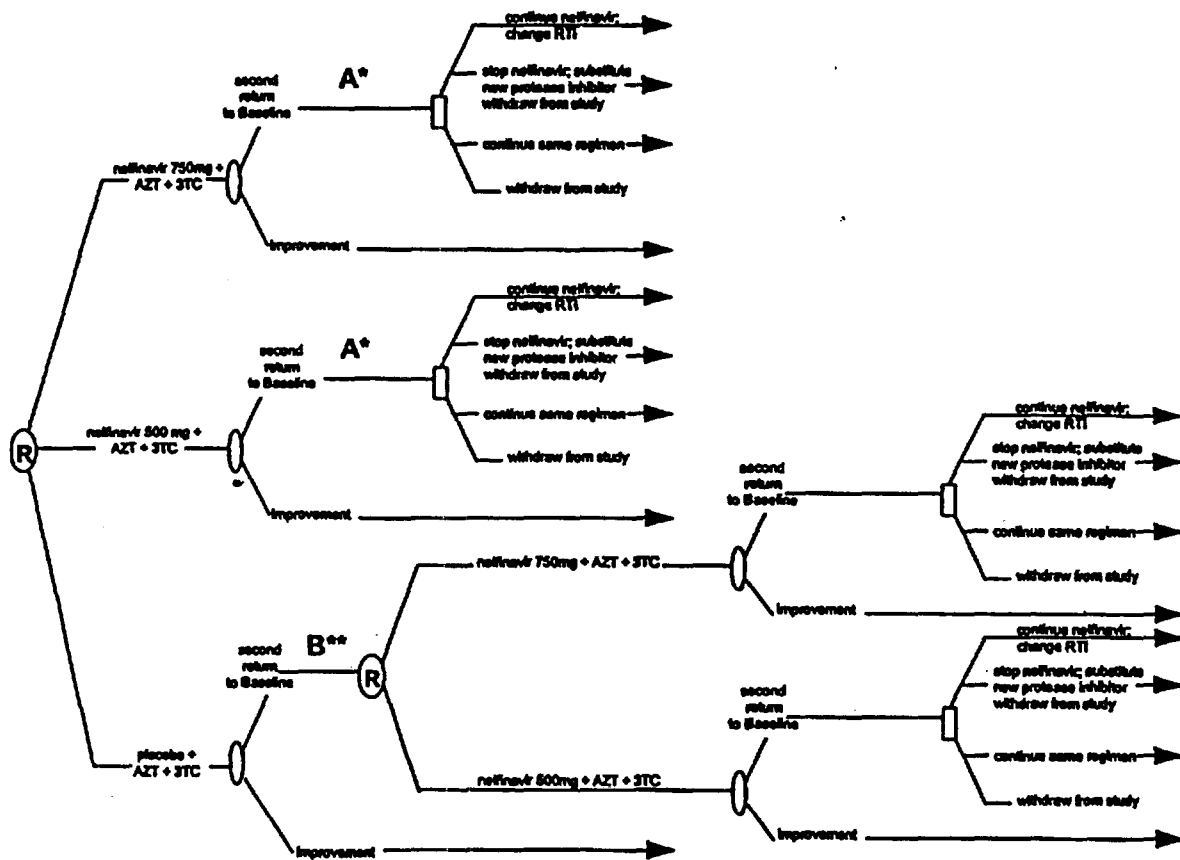 continue nelfinavir;
change RTI
stop nelfinavir; substitute
new protease inhibitor
withdraw from study
continue same regimen
withdraw from study
second
return
to Baseline
A*
nelfinavir 750mg +
AZT + 3TC
Improvement
continue nelfinavir;
change RTI
stop nelfinavir; substitute
new protease inhibitor
withdraw from study
continue same regimen
withdraw from study
second
return
to Baseline
A*
R
nelfinavir 500 mg +
AZT + 3TC
Improvement
continue nelfinavir;
change RTI
stop nelfinavir; substitute
new protease inhibitor
withdraw from study
continue same regimen
withdraw from study
second
return
to Baseline
nelfinavir 750mg + AZT + 3TC
Improvement
second
return
to Baseline
B**
R
continue nelfinavir;
change RTI
stop nelfinavir; substitute
new protease inhibitor
withdraw from study
continue same regimen
withdraw from study
second
return
to Baseline
placebo +
AZT + 3TC
nelfinavir 500mg + AZT + 3TC
Improvement
Improvement